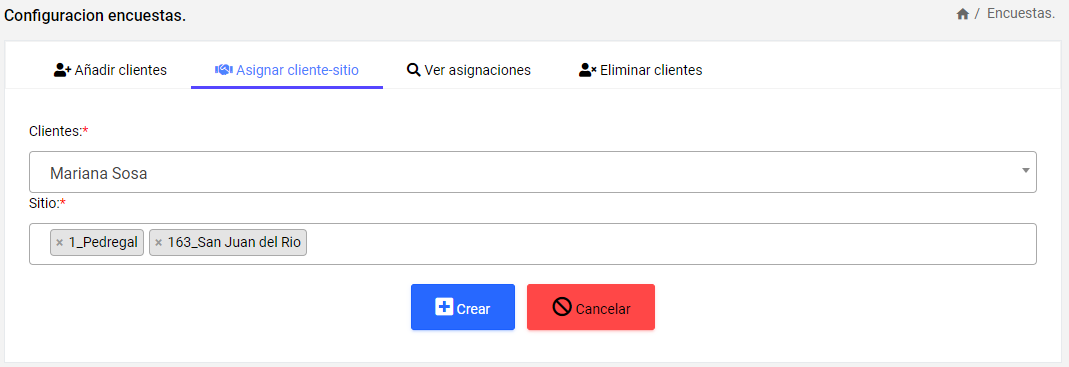 Configuracion encuestas.
/ Encuestas.
Añadir clientes
Asignar cliente-sitio
Ver asignaciones
Eliminar clientes
Clientes:*
Mariana Sosa
Sitio:*
× 1_Pedregal × 163_San Juan del Rio
Crear
Cancelar